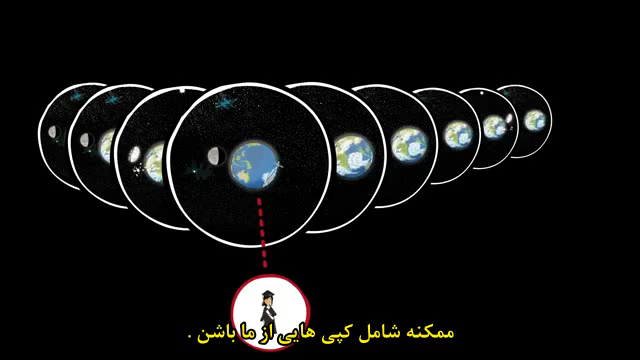 ممکنه شامل کپی هایی از ما باشن .